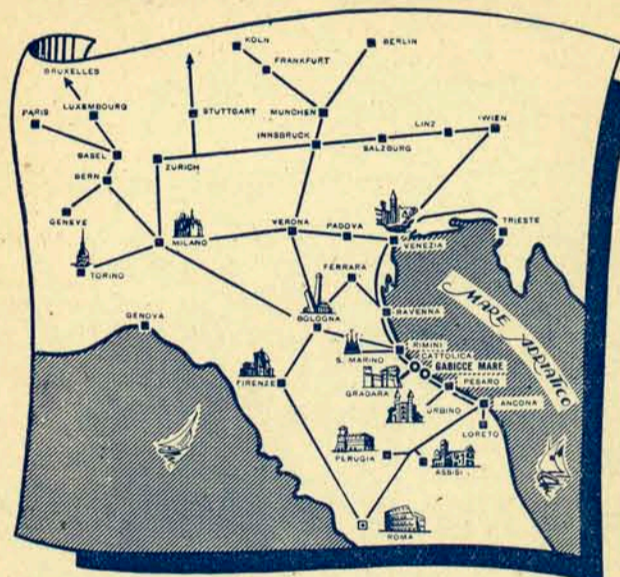 KÖLN
BERLIN
FRANKFURT
BRUXELLES
PARIS
LUXEMBOURG
STUTTGART
MUNCHEN
LINZ
WIEN
INNSBRUCK
SALZBURG
BASEL
ZURICH
BERN
GENEVE
MILANO
VERONA
PADOVA
VENEZIA
TRIESTE
TORINO
FERRARA
MARE ADRIATICO
GENOVA
BOLOGNA
RAVENNA
RIMINI
S. MARINO
CATTOLICA
GABICCE MARE
FIRENZE
GRADARA
PESARO
URBINO
ANCONA
LORETO
PERUGIA
ASSISI
ROMA